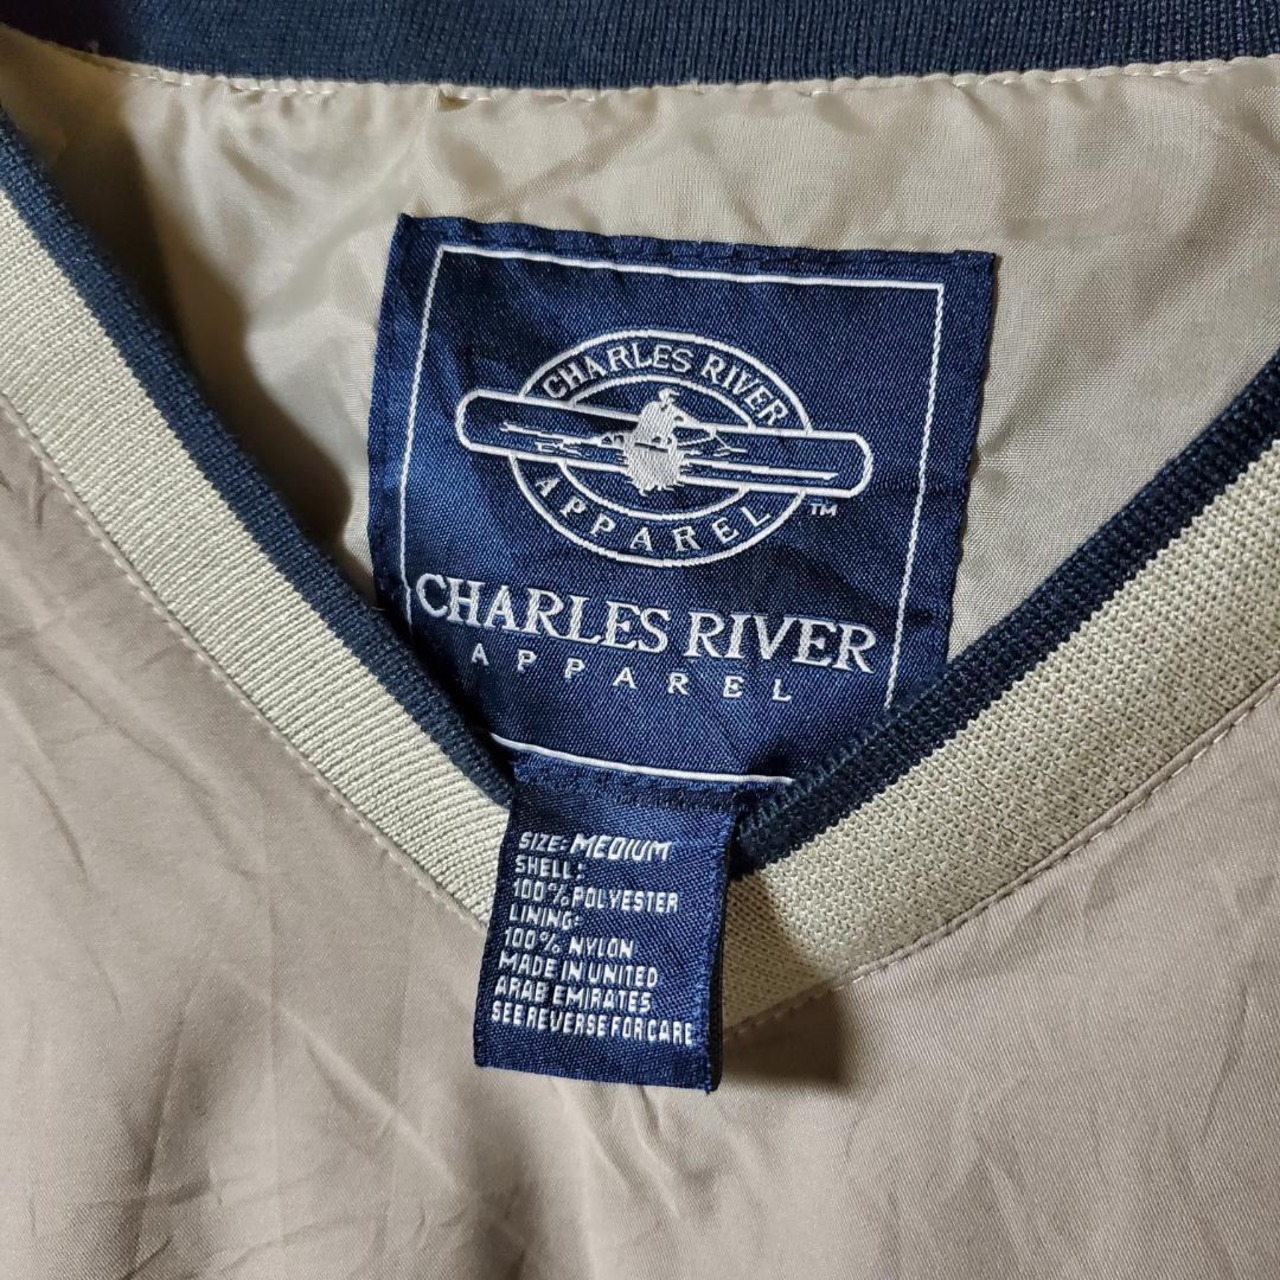 CHARLES RIVER
APPAREL
TM
CHARLES RIVER
APPAREL
SIZE: MEDIUM
SHELL:
100% POLYESTER
LINING:
100% NYLON
MADE IN UNITED
ARAB EMIRATES
SEE REVERSE FOR CARE